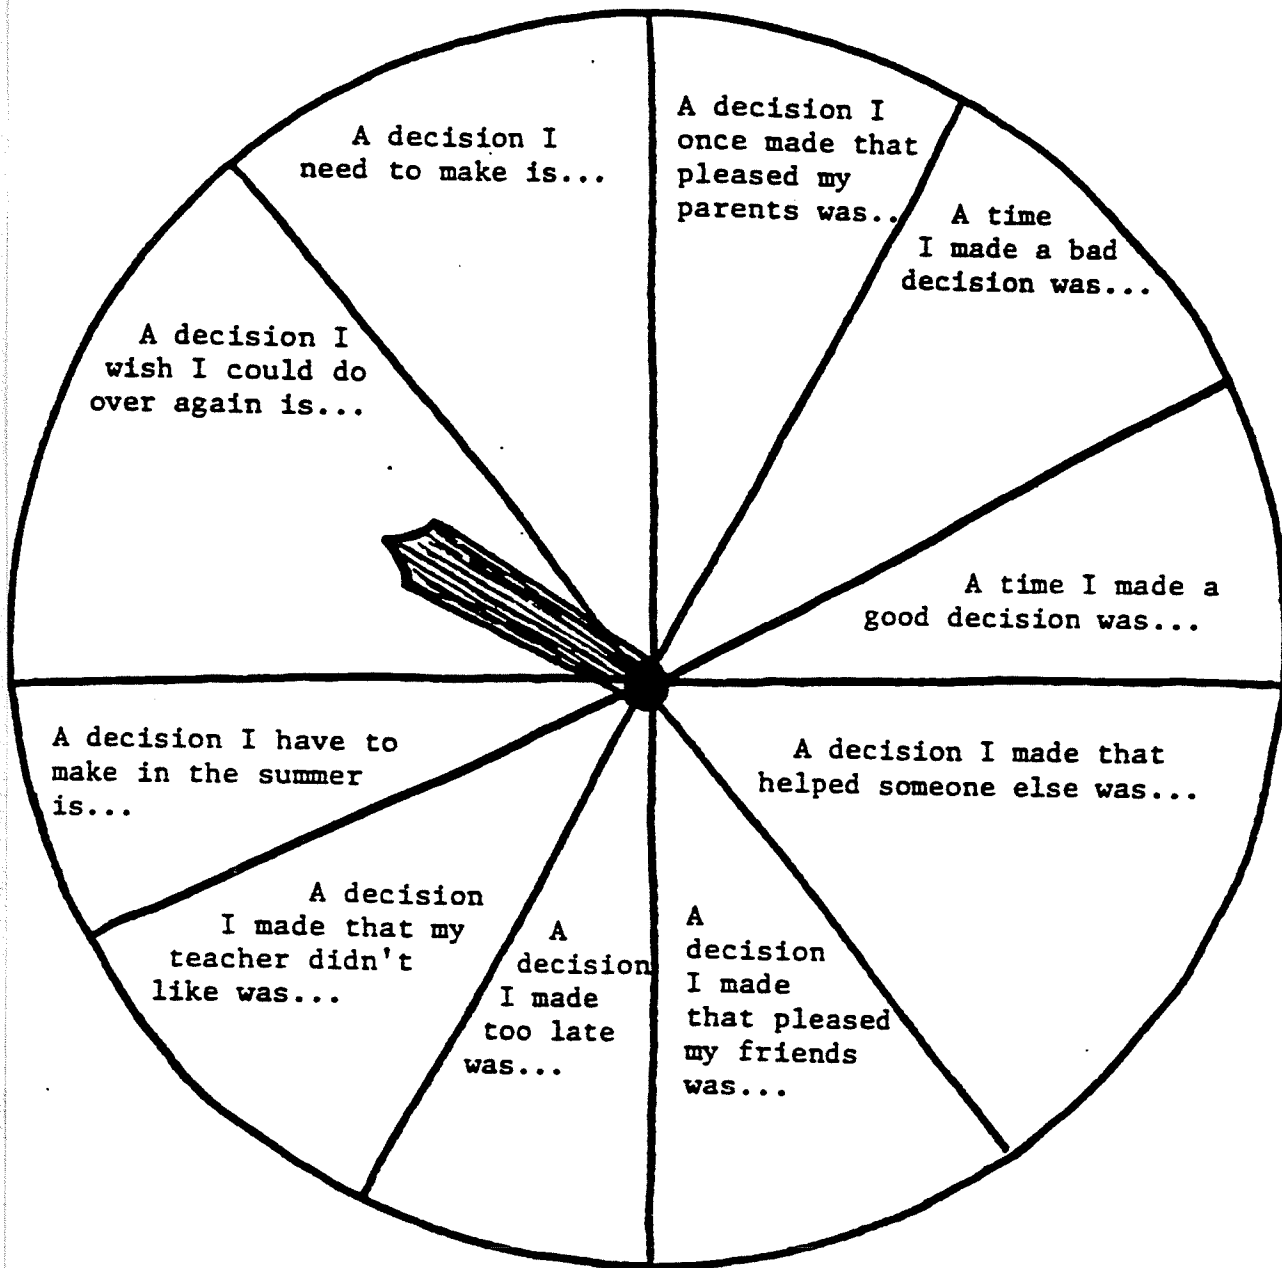 A decision I
need to make is...
A decision I
once made that
pleased my
parents was..
A time
I made a bad
decision was...
A time I made a
good decision was...
A decision I made that
helped someone else was...
A
decision
I made
that pleased
my friends
was...
A
decision
I made
too late
was...
A decision
I made that my
teacher didn't
like was...
A decision I have to
make in the summer
is...
A decision I
wish I could do
over again is...